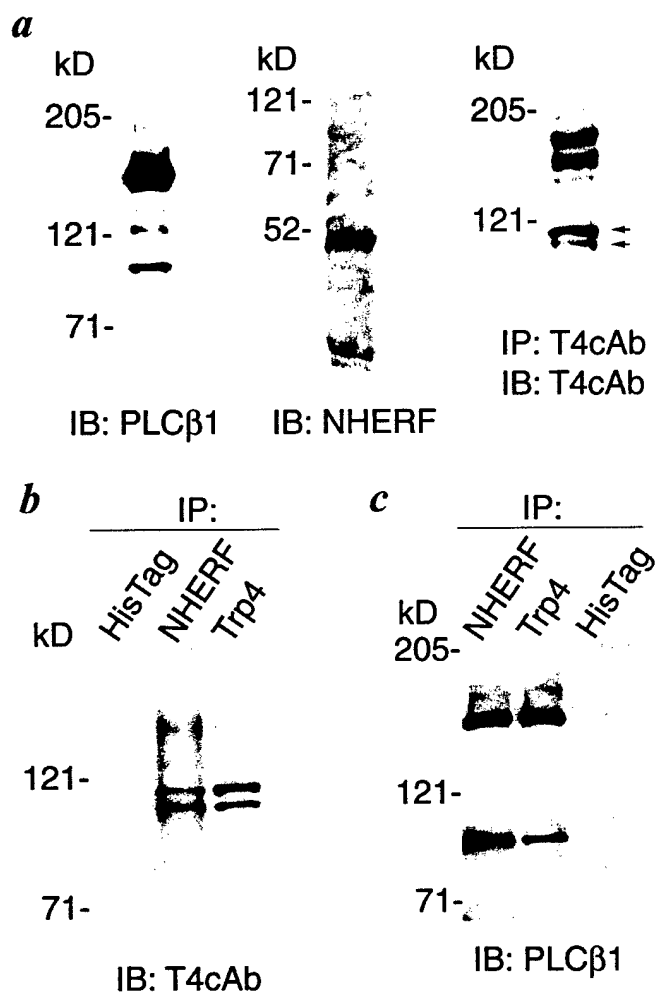 a
kD
205-
121-
71-
IB: PLCβ1
kD
121-
71-
52-
IB: NHERF
kD
205-
121-
IP: T4cAb
IB: T4cAb
b
IP:
HisTag NHERF Trp4
kD
121-
71-
IB: T4cAb
c
IP:
NHERF Trp4 HisTag
kD
205-
121-
71-
IB: PLCβ1